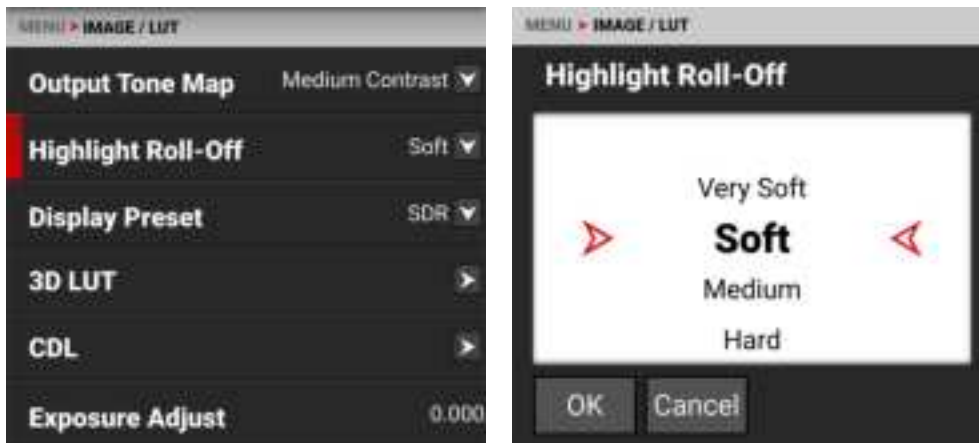 MENU ▸ IMAGE / LUT
Output Tone Map Medium Contrast
Highlight Roll-Off Soft
Display Preset SDR
3D LUT
CDL
Exposure Adjust 0.000
MENU ▸ IMAGE / LUT
Highlight Roll-Off
Very Soft
Soft
Medium
Hard
OK Cancel